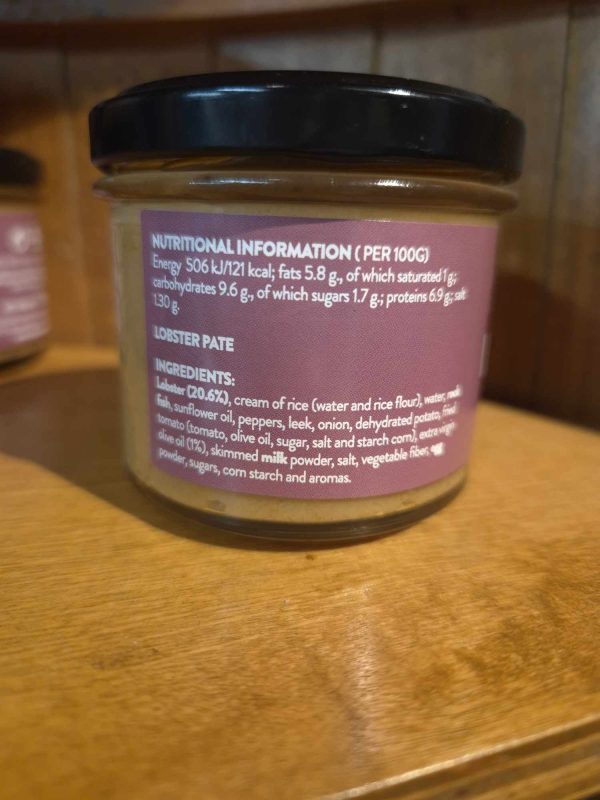 NUTRITIONAL INFORMATION ( PER 100G)
Energy 506 kJ/121 kcal; fats 5.8 g., of which saturated 1 g.;
carbohydrates 9.6 g., of which sugars 1.7 g.; proteins 6.9 g.; salt
1.30 g.
LOBSTER PATE
INGREDIENTS:
Lobster (20.6%), cream of rice (water and rice flour), water,
fish, sunflower oil, peppers, leek, onion, dehydrated potato, fried
tomato (tomato, olive oil, sugar, salt and starch corn), extra virgin
olive oil (1%), skimmed milk powder, salt, vegetable fiber,
powder, sugars, corn starch and aromas.